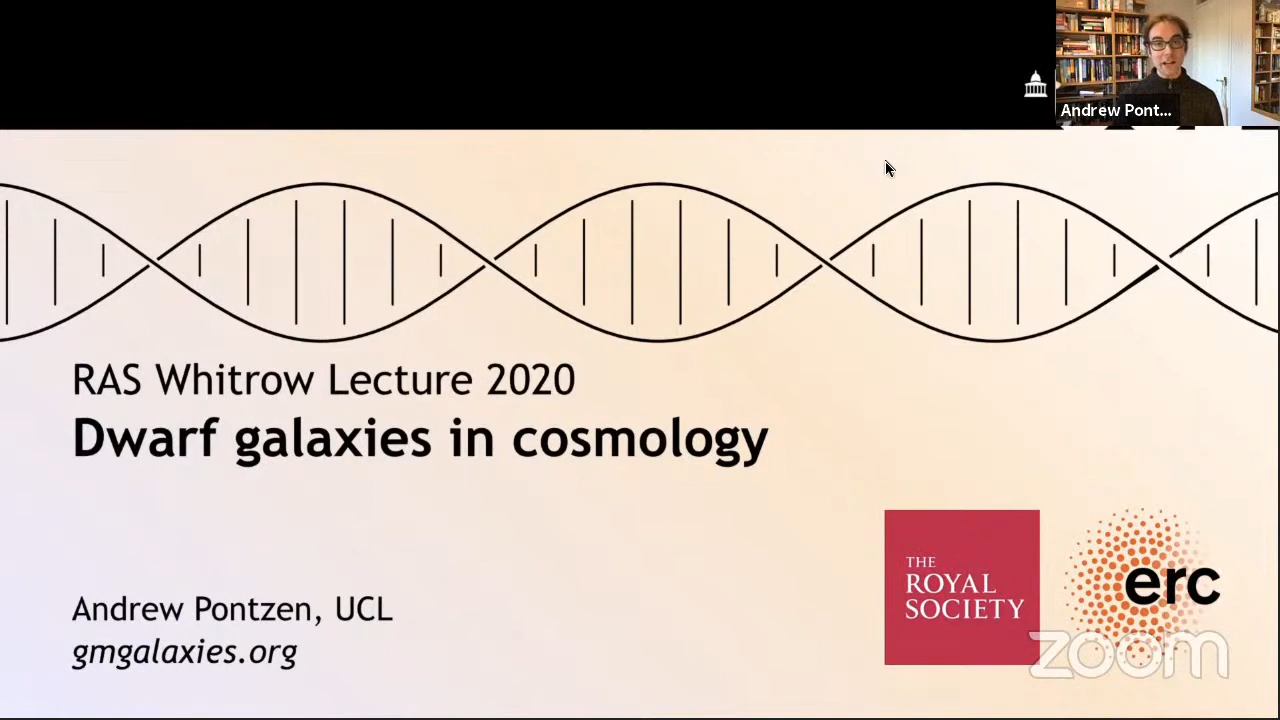 Andrew Pont...
RAS Whitrow Lecture 2020
Dwarf galaxies in cosmology
THE
ROYAL
SOCIETY
erc
Andrew Pontzen, UCL
gmgalaxies.org
zoom